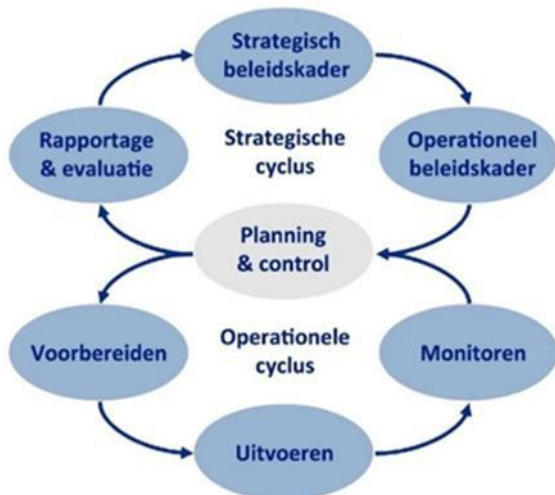 Strategisch
beleidskader
Rapportage
& evaluatie
Strategische
cyclus
Operationeel
beleidskader
Planning
& control
Voorbereiden
Operationele
cyclus
Monitoren
Uitvoeren